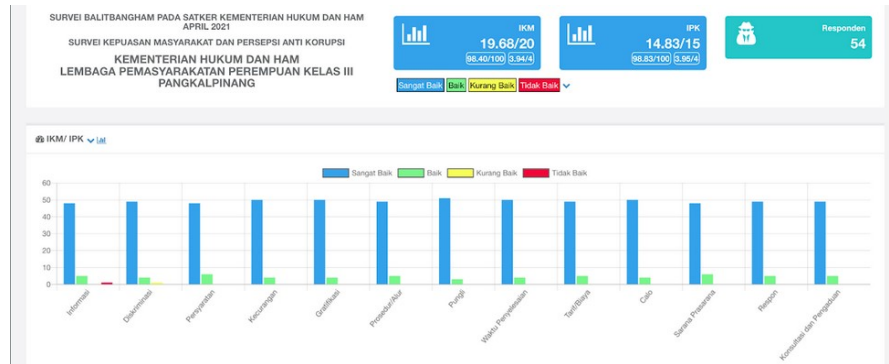 SURVEI BALITBANGHAM PADA SATKER KEMENTERIAN HUKUM DAN HAM
APRIL 2021
SURVEI KEPUASAN MASYARAKAT DAN PERSEPSI ANTI KORUPSI
KEMENTERIAN HUKUM DAN HAM
LEMBAGA PEMASYARAKATAN PEREMPUAN KELAS III
PANGKALPINANG
IKM
19.68/20
98.40/100 3.94/4
IPK
14.83/15
98.83/100 3.95/4
Responden
54
Sangat Baik Baik Kurang Baik Tidak Baik
IKM/ IPK
Sangat Baik Baik Kurang Baik Tidak Baik
60
50
40
30
20
10
0
Informasi
Diskriminasi
Persyaratan
Kecurangan
Gratifikasi
Prosedur/Alur
Pungli
Waktu Penyelesaian
Tarif/Biaya
Calo
Sarana Prasarana
Respon
Konsultasi dan Pengaduan